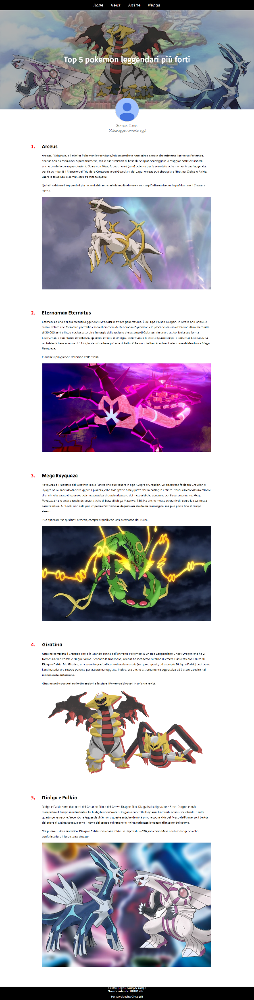 Home News Anime Manga
Top 5 pokemon leggendari più forti
Giuseppe Campo
Ultimo aggiornamento: oggi
1. Arceus
Arceus, l'Originale, è il miglior Pokemon leggendario/mitico perché è nato prima ancora che esistesse l'universo Pokemon.
Arceus non ha evoluzioni o potenziamenti, ma la sua statistica di base di 720 può sconfiggere la maggior parte dei mostri
anche con le loro megaevoluzioni. Come con Mew, Arceus non è (solo) potente per le sue statistiche ma per la sua leggenda,
per il suo mito. È il Maestro del Trio della Creazione e dei Guardiani del Lago. Arceus può sbadigliare Giratina, Dialga e Palkia,
usare la telecinesi e comunicare tramite telepatia.
Quindi, sebbene i leggendari più recenti abbiano statistiche più elevate e mosse più distruttive, nulla può battere il Creatore
stesso.
2. Eternamax Eternatus
Eternatus è uno dei più recenti Leggendari introdotti in ottava generazione. È del tipo Poison-Dragon. In Sword and Shield, è
stato rivelato che Eternatus potrebbe essere il creatore del fenomeno Dynamax: > in precedenza era all'interno di un meteorite
di 20,000 anni e il suo nucleo assorbiva l'energia dalla regione circostante di Galar per rimanere attivo. Nella sua forma
Eternamax, il suo nucleo emette una quantità infinita di energia, deformando lo stesso spaziotempo. Eternamax Eternatus ha
un totale di base enorme di 1125, la statistica base più alta di tutti i Pokemon, battendo entrambe le forme di Mewtwo e Mega
Rayquaza.
È anche il più grande Pokemon della storia.
3. Mega Rayquaza
Rayquaza è il maestro del Weather Trio e l'unico che può tenere in riga Kyogre e Groudon. La disastrosa faida tra Groudon e
Kyogre ha minacciato di distruggere il pianeta, ed è solo grazie a Rayquaza che la battaglia è finita. Rayquaza ha vissuto milioni
di anni nello strato di ozono e può megaevolversi grazie al potere dei meteoriti che consuma per il sostentamento. Mega
Rayquaza ha lo stesso totale delle statistiche di base di Mega Mewtwo: 780. Ha anche mosse senza rivali, come la sua mossa
caratteristica, Air Lock, non solo può impedire l'attivazione di qualsiasi abilità meteorologica, ma può porre fine al tempo
stesso.
Può spazzare via qualsiasi attacco, compresi quelli con una precisione del 100%.
4. Giratina
Giratina completa il Creation Trio o la Grande Trinità dell'universo Pokemon. È un tipo Leggendario Ghost-Dragon che ha 2
forme: Altered Forme e Origin Forme. Secondo la tradizione, Arceus ha incaricato Giratina di creare l'universo con l'aiuto di
Dialga e Palkia. Ma Giratina, un essere in grado di controllare la materia (tempo e spazio, ad esempio Dialga e Palkia) così come
l'antimateria, era troppo potente per essere maneggiata. Inoltre, era anche estremamente aggressivo ed è stato bandito nel
mondo della distorsione.
Giratina può spostarsi tra le dimensioni e lasciare i Pokemon bloccati in un'altra realtà.
5. Dialga e Palkia
Dialga e Palkia sono due parti del Creation Trio o del Crown Dragon Trio. Dialga ha la digitazione Steel-Dragon e può
manipolare il tempo mentre Palkia ha la digitazione Water-Dragon e controlla lo spazio. Entrambi sono stati introdotti nella
quarta generazione. Secondo le leggende di Sinnoh, queste antiche divinità sono responsabili del flusso dell'universo: i battiti
del cuore di Dialga costituiscono il ritmo del tempo e il respiro di Palkia stabilizza lo spazio all'interno del cosmo.
Dal punto di vista statistico, Dialga e Palkia sono entrambi a un rispettabile 680, ma come Mew, è la loro leggenda che
conferisce loro il loro status elevato.
Creatore pagina: Giuseppe Campo
Numero matricola: 1000001653.
Per approfondire: Clicca qui!